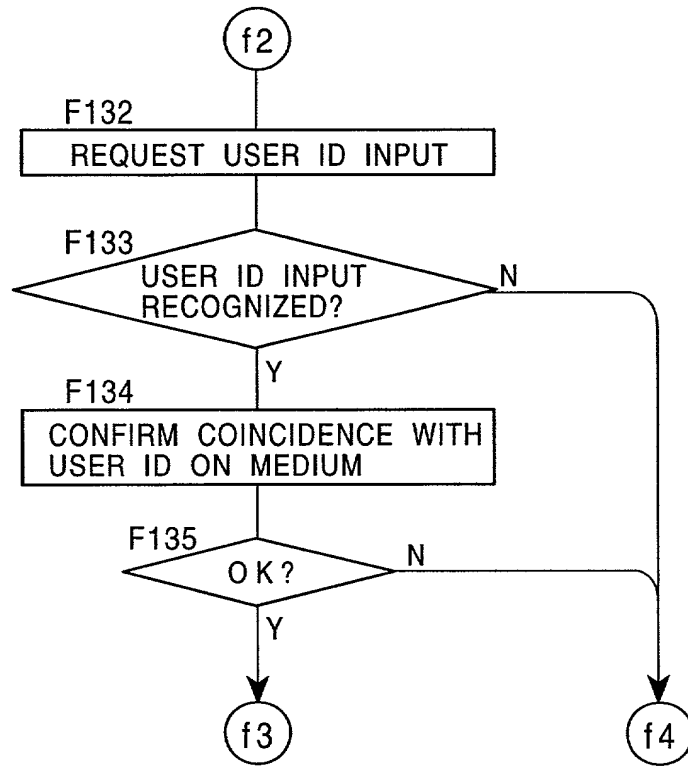 f2
F132
REQUEST USER ID INPUT
F133
USER ID INPUT
RECOGNIZED?
N
Y
F134
CONFIRM COINCIDENCE WITH
USER ID ON MEDIUM
F135
OK?
N
Y
f3
f4